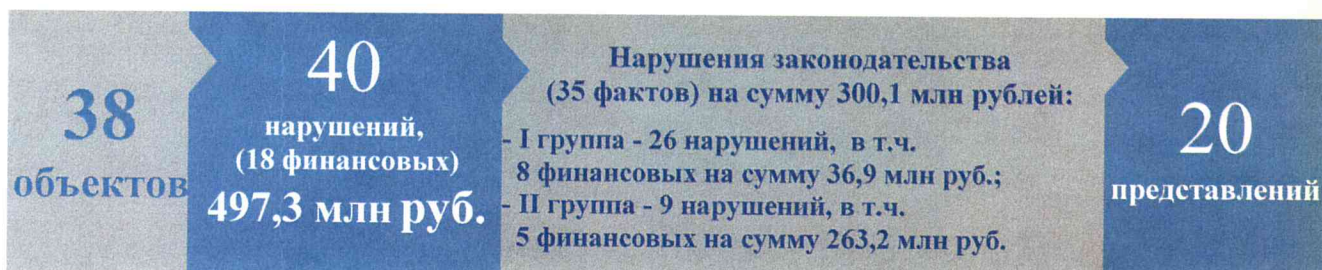 38
объектов
40
нарушений,
(18 финансовых)
497,3 млн руб.
Нарушения законодательства
(35 фактов) на сумму 300,1 млн рублей:
- I группа - 26 нарушений, в т.ч.
8 финансовых на сумму 36,9 млн руб.;
- II группа - 9 нарушений, в т.ч.
5 финансовых на сумму 263,2 млн руб.
20
представлений